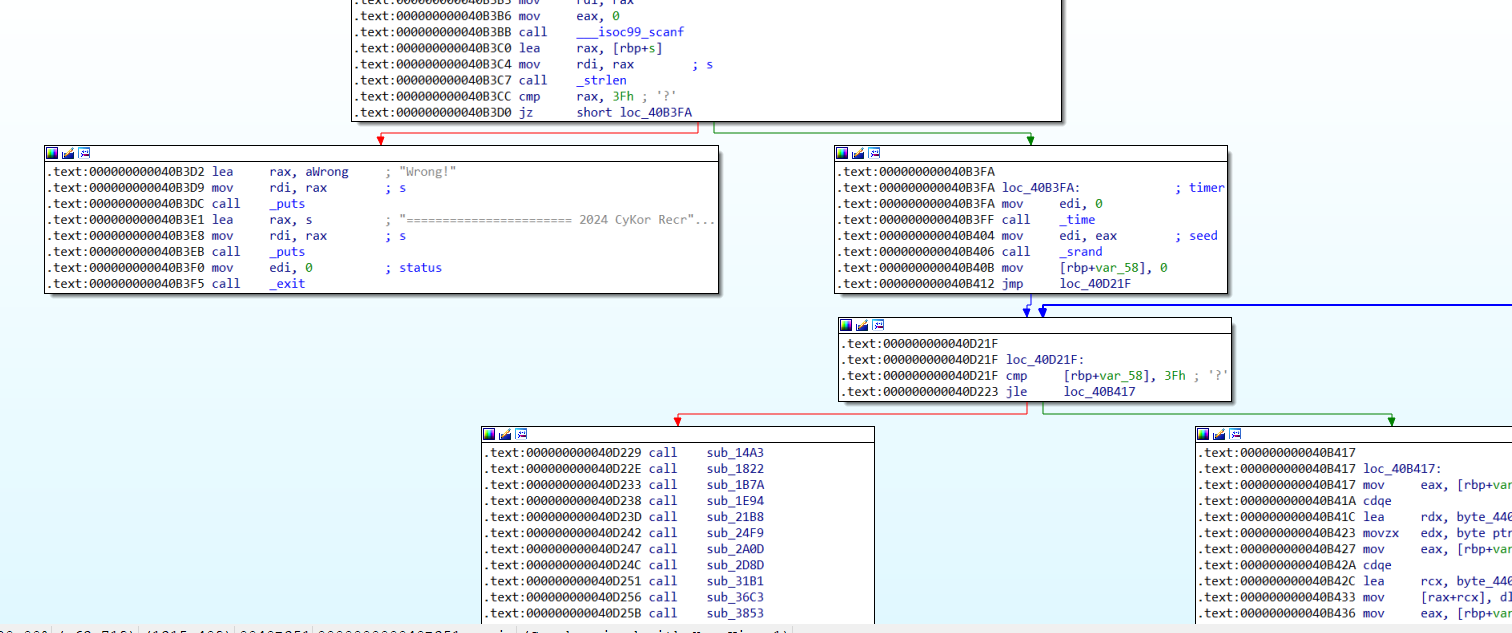 .text:000000000040B3B3 mov rdi, rax
.text:000000000040B3B6 mov eax, 0
.text:000000000040B3BB call ___isoc99_scanf
.text:000000000040B3C0 lea rax, [rbp+s]
.text:000000000040B3C4 mov rdi, rax ; s
.text:000000000040B3C7 call _strlen
.text:000000000040B3CC cmp rax, 3Fh ; '?'
.text:000000000040B3D0 jz short loc_40B3FA
.text:000000000040B3D2 lea rax, aWrong ; "Wrong!"
.text:000000000040B3D9 mov rdi, rax ; s
.text:000000000040B3DC call _puts
.text:000000000040B3E1 lea rax, s ; "======================= 2024 CyKor Recr"...
.text:000000000040B3E8 mov rdi, rax ; s
.text:000000000040B3EB call _puts
.text:000000000040B3F0 mov edi, 0 ; status
.text:000000000040B3F5 call _exit
.text:000000000040B3FA
.text:000000000040B3FA loc_40B3FA: ; timer
.text:000000000040B3FA mov edi, 0
.text:000000000040B3FF call _time
.text:000000000040B404 mov edi, eax ; seed
.text:000000000040B406 call _srand
.text:000000000040B40B mov [rbp+var_58], 0
.text:000000000040B412 jmp loc_40D21F
.text:000000000040D21F
.text:000000000040D21F loc_40D21F:
.text:000000000040D21F cmp [rbp+var_58], 3Fh ; '?'
.text:000000000040D223 jle loc_40B417
.text:000000000040D229 call sub_14A3
.text:000000000040D22E call sub_1822
.text:000000000040D233 call sub_1B7A
.text:000000000040D238 call sub_1E94
.text:000000000040D23D call sub_21B8
.text:000000000040D242 call sub_24F9
.text:000000000040D247 call sub_2A0D
.text:000000000040D24C call sub_2D8D
.text:000000000040D251 call sub_31B1
.text:000000000040D256 call sub_36C3
.text:000000000040D25B call sub_3853
.text:000000000040B417
.text:000000000040B417 loc_40B417:
.text:000000000040B417 mov eax, [rbp+var
.text:000000000040B41A cdqe
.text:000000000040B41C lea rdx, byte_440
.text:000000000040B423 movzx edx, byte ptr
.text:000000000040B427 mov eax, [rbp+var
.text:000000000040B42A cdqe
.text:000000000040B42C lea rcx, byte_440
.text:000000000040B433 mov [rax+rcx], dl
.text:000000000040B436 mov eax, [rbp+var